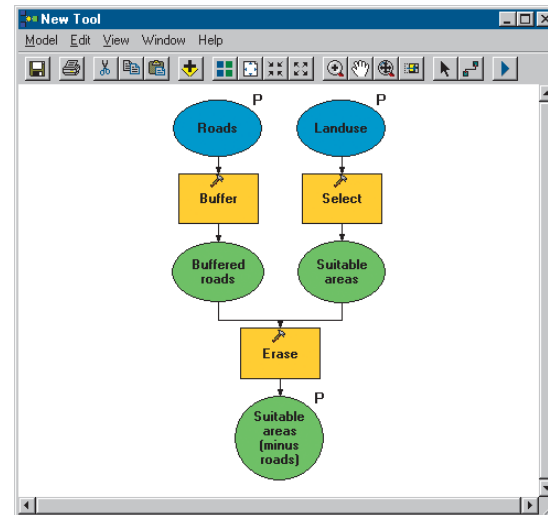 New Tool
Model Edit View Window Help
P P
Roads Landuse
Buffer Select
Buffered Suitable
roads areas
Erase
P
Suitable
areas
(minus
roads)